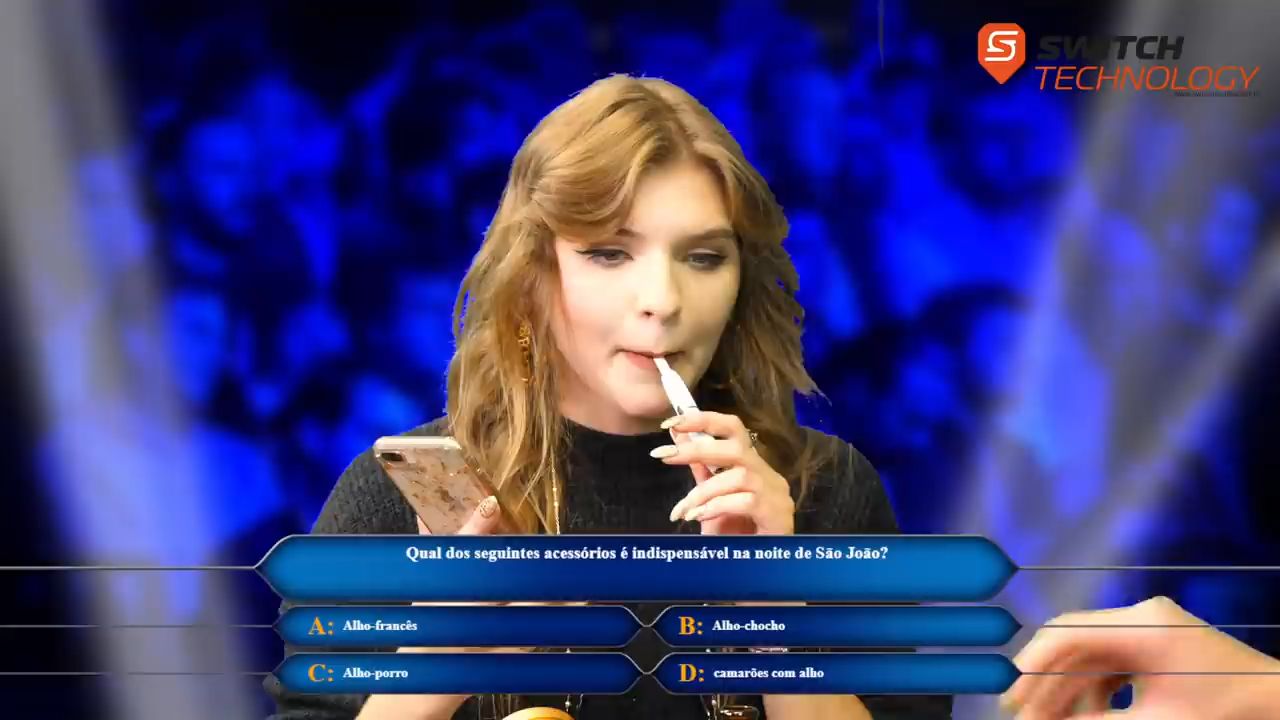 SWITCH
TECHNOLOGY
Qual dos seguintes acessórios é indispensável na noite de São João?
A: Alho-francês
B: Alho-chocho
C: Alho-porro
D: camarões com alho